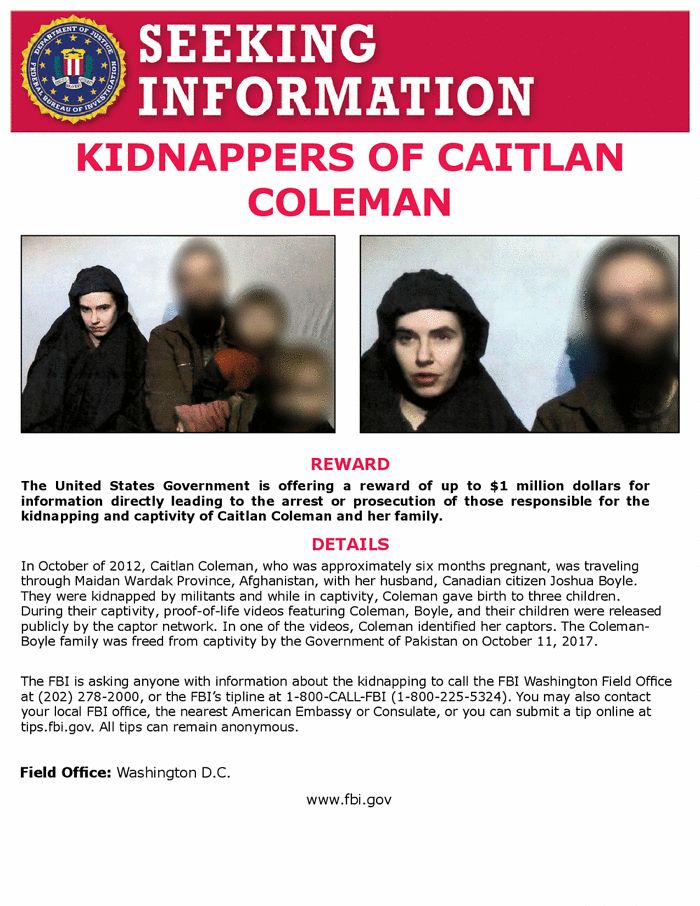 DEPARTMENT OF JUSTICE
FEDERAL BUREAU OF INVESTIGATION
SEEKING
INFORMATION
KIDNAPPERS OF CAITLAN
COLEMAN
REWARD
The United States Government is offering a reward of up to $1 million dollars for
information directly leading to the arrest or prosecution of those responsible for the
kidnapping and captivity of Caitlan Coleman and her family.
DETAILS
In October of 2012, Caitlan Coleman, who was approximately six months pregnant, was traveling
through Maidan Wardak Province, Afghanistan, with her husband, Canadian citizen Joshua Boyle.
They were kidnapped by militants and while in captivity, Coleman gave birth to three children.
During their captivity, proof-of-life videos featuring Coleman, Boyle, and their children were released
publicly by the captor network. In one of the videos, Coleman identified her captors. The Coleman-
Boyle family was freed from captivity by the Government of Pakistan on October 11, 2017.
The FBI is asking anyone with information about the kidnapping to call the FBI Washington Field Office
at (202) 278-2000, or the FBI's tipline at 1-800-CALL-FBI (1-800-225-5324). You may also contact
your local FBI office, the nearest American Embassy or Consulate, or you can submit a tip online at
tips.fbi.gov. All tips can remain anonymous.
Field Office: Washington D.C.
www.fbi.gov